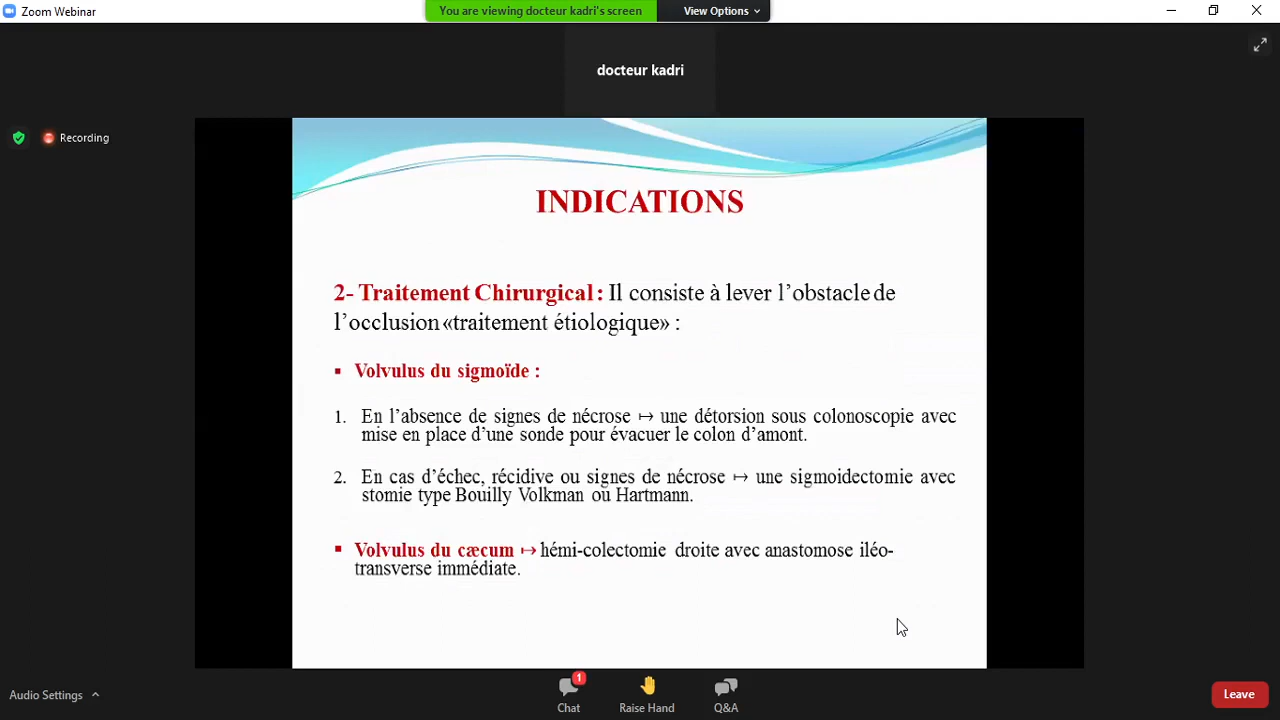 Zoom Webinar
You are viewing docteur kadri's screen
View Options
docteur kadri
Recording
INDICATIONS
2- Traitement Chirurgical : Il consiste à lever l’obstacle de
l’occlusion «traitement étiologique» :
▪ Volvulus du sigmoïde :
1. En l’absence de signes de nécrose ↦ une détorsion sous colonoscopie avec
mise en place d’une sonde pour évacuer le colon d’amont.
2. En cas d’échec, récidive ou signes de nécrose ↦ une sigmoidectomie avec
stomie type Bouilly Volkman ou Hartmann.
▪ Volvulus du cæcum ↦ hémi-colectomie droite avec anastomose iléo-
transverse immédiate.
Audio Settings
1
Chat
Raise Hand
Q&A
Leave